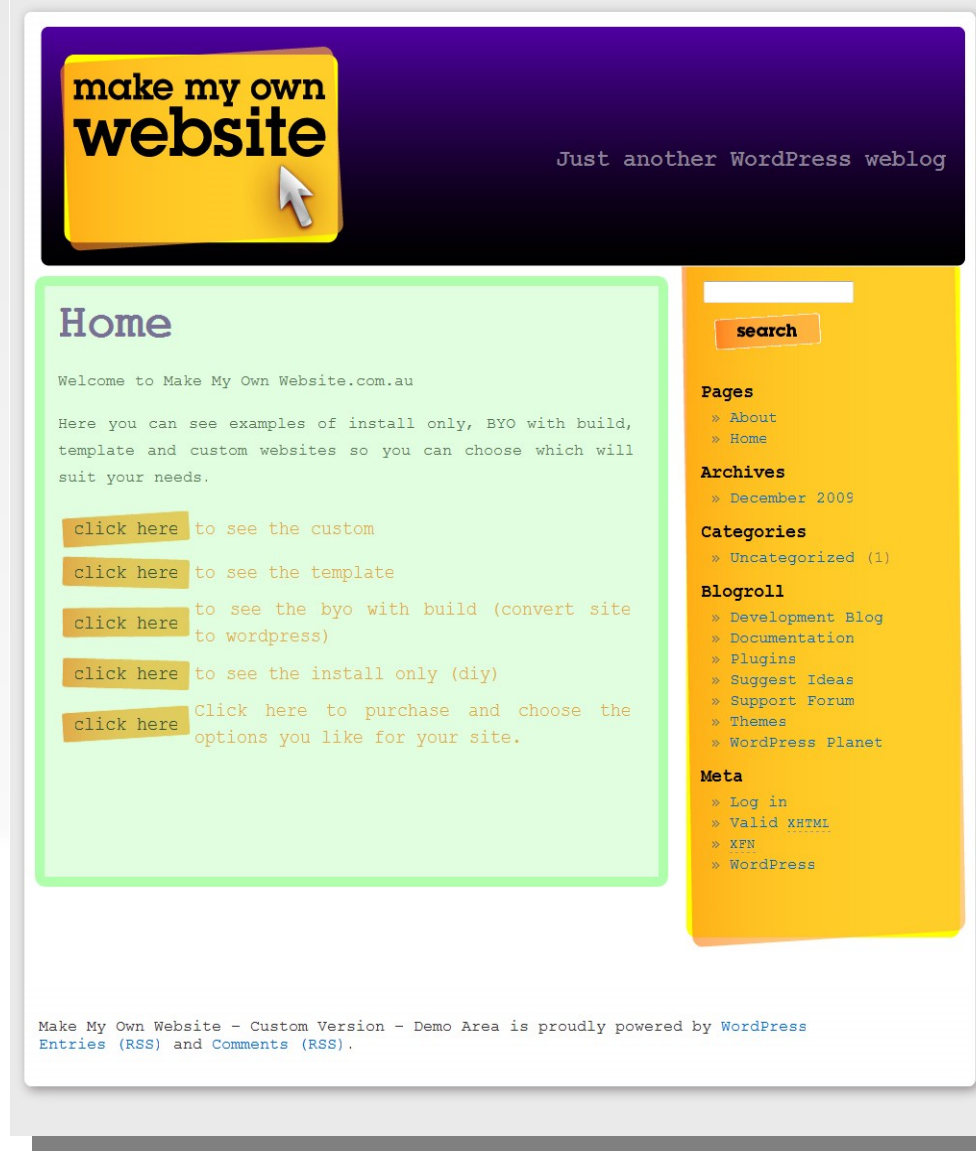 make my own
website
Just another WordPress weblog
Home
Welcome to Make My Own Website.com.au
Here you can see examples of install only, BYO with build,
template and custom websites so you can choose which will
suit your needs.
click here to see the custom
click here to see the template
click here to see the byo with build (convert site
to wordpress)
click here to see the install only (diy)
click here Click here to purchase and choose the
options you like for your site.
search
Pages
» About
» Home
Archives
» December 2009
Categories
» Uncategorized (1)
Blogroll
» Development Blog
» Documentation
» Plugins
» Suggest Ideas
» Support Forum
» Themes
» WordPress Planet
Meta
» Log in
» Valid XHTML
» XFN
» WordPress
Make My Own Website – Custom Version – Demo Area is proudly powered by WordPress
Entries (RSS) and Comments (RSS).